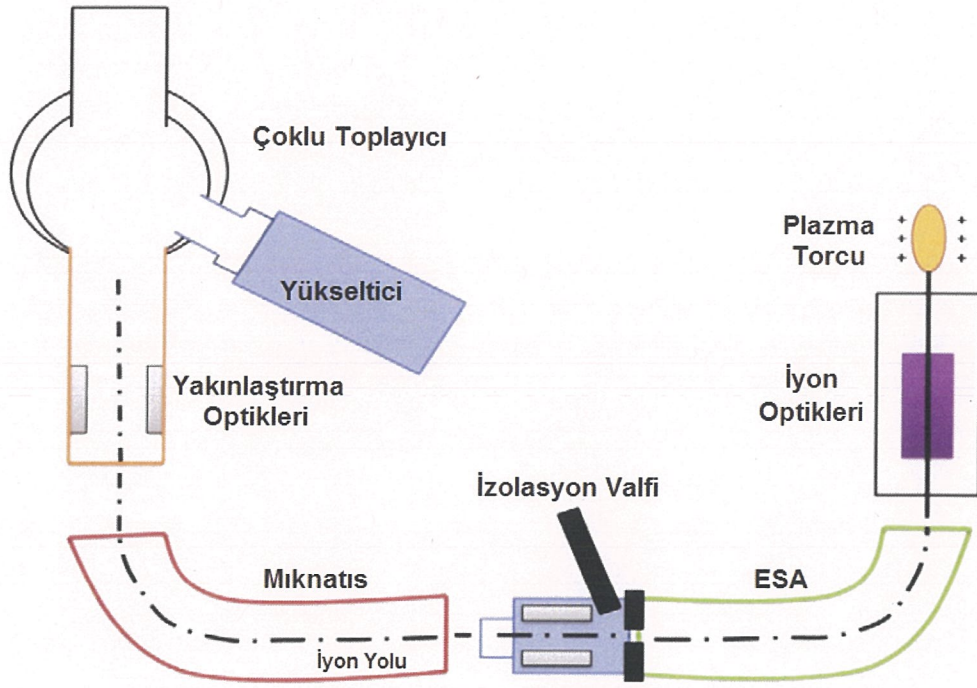 Çoklu Toplayıcı
Plazma
Torcu
Yükseltici
Yakınlaştırma
Optikleri
İyon
Optikleri
İzolasyon Valfi
Mıknatıs
ESA
İyon Yolu